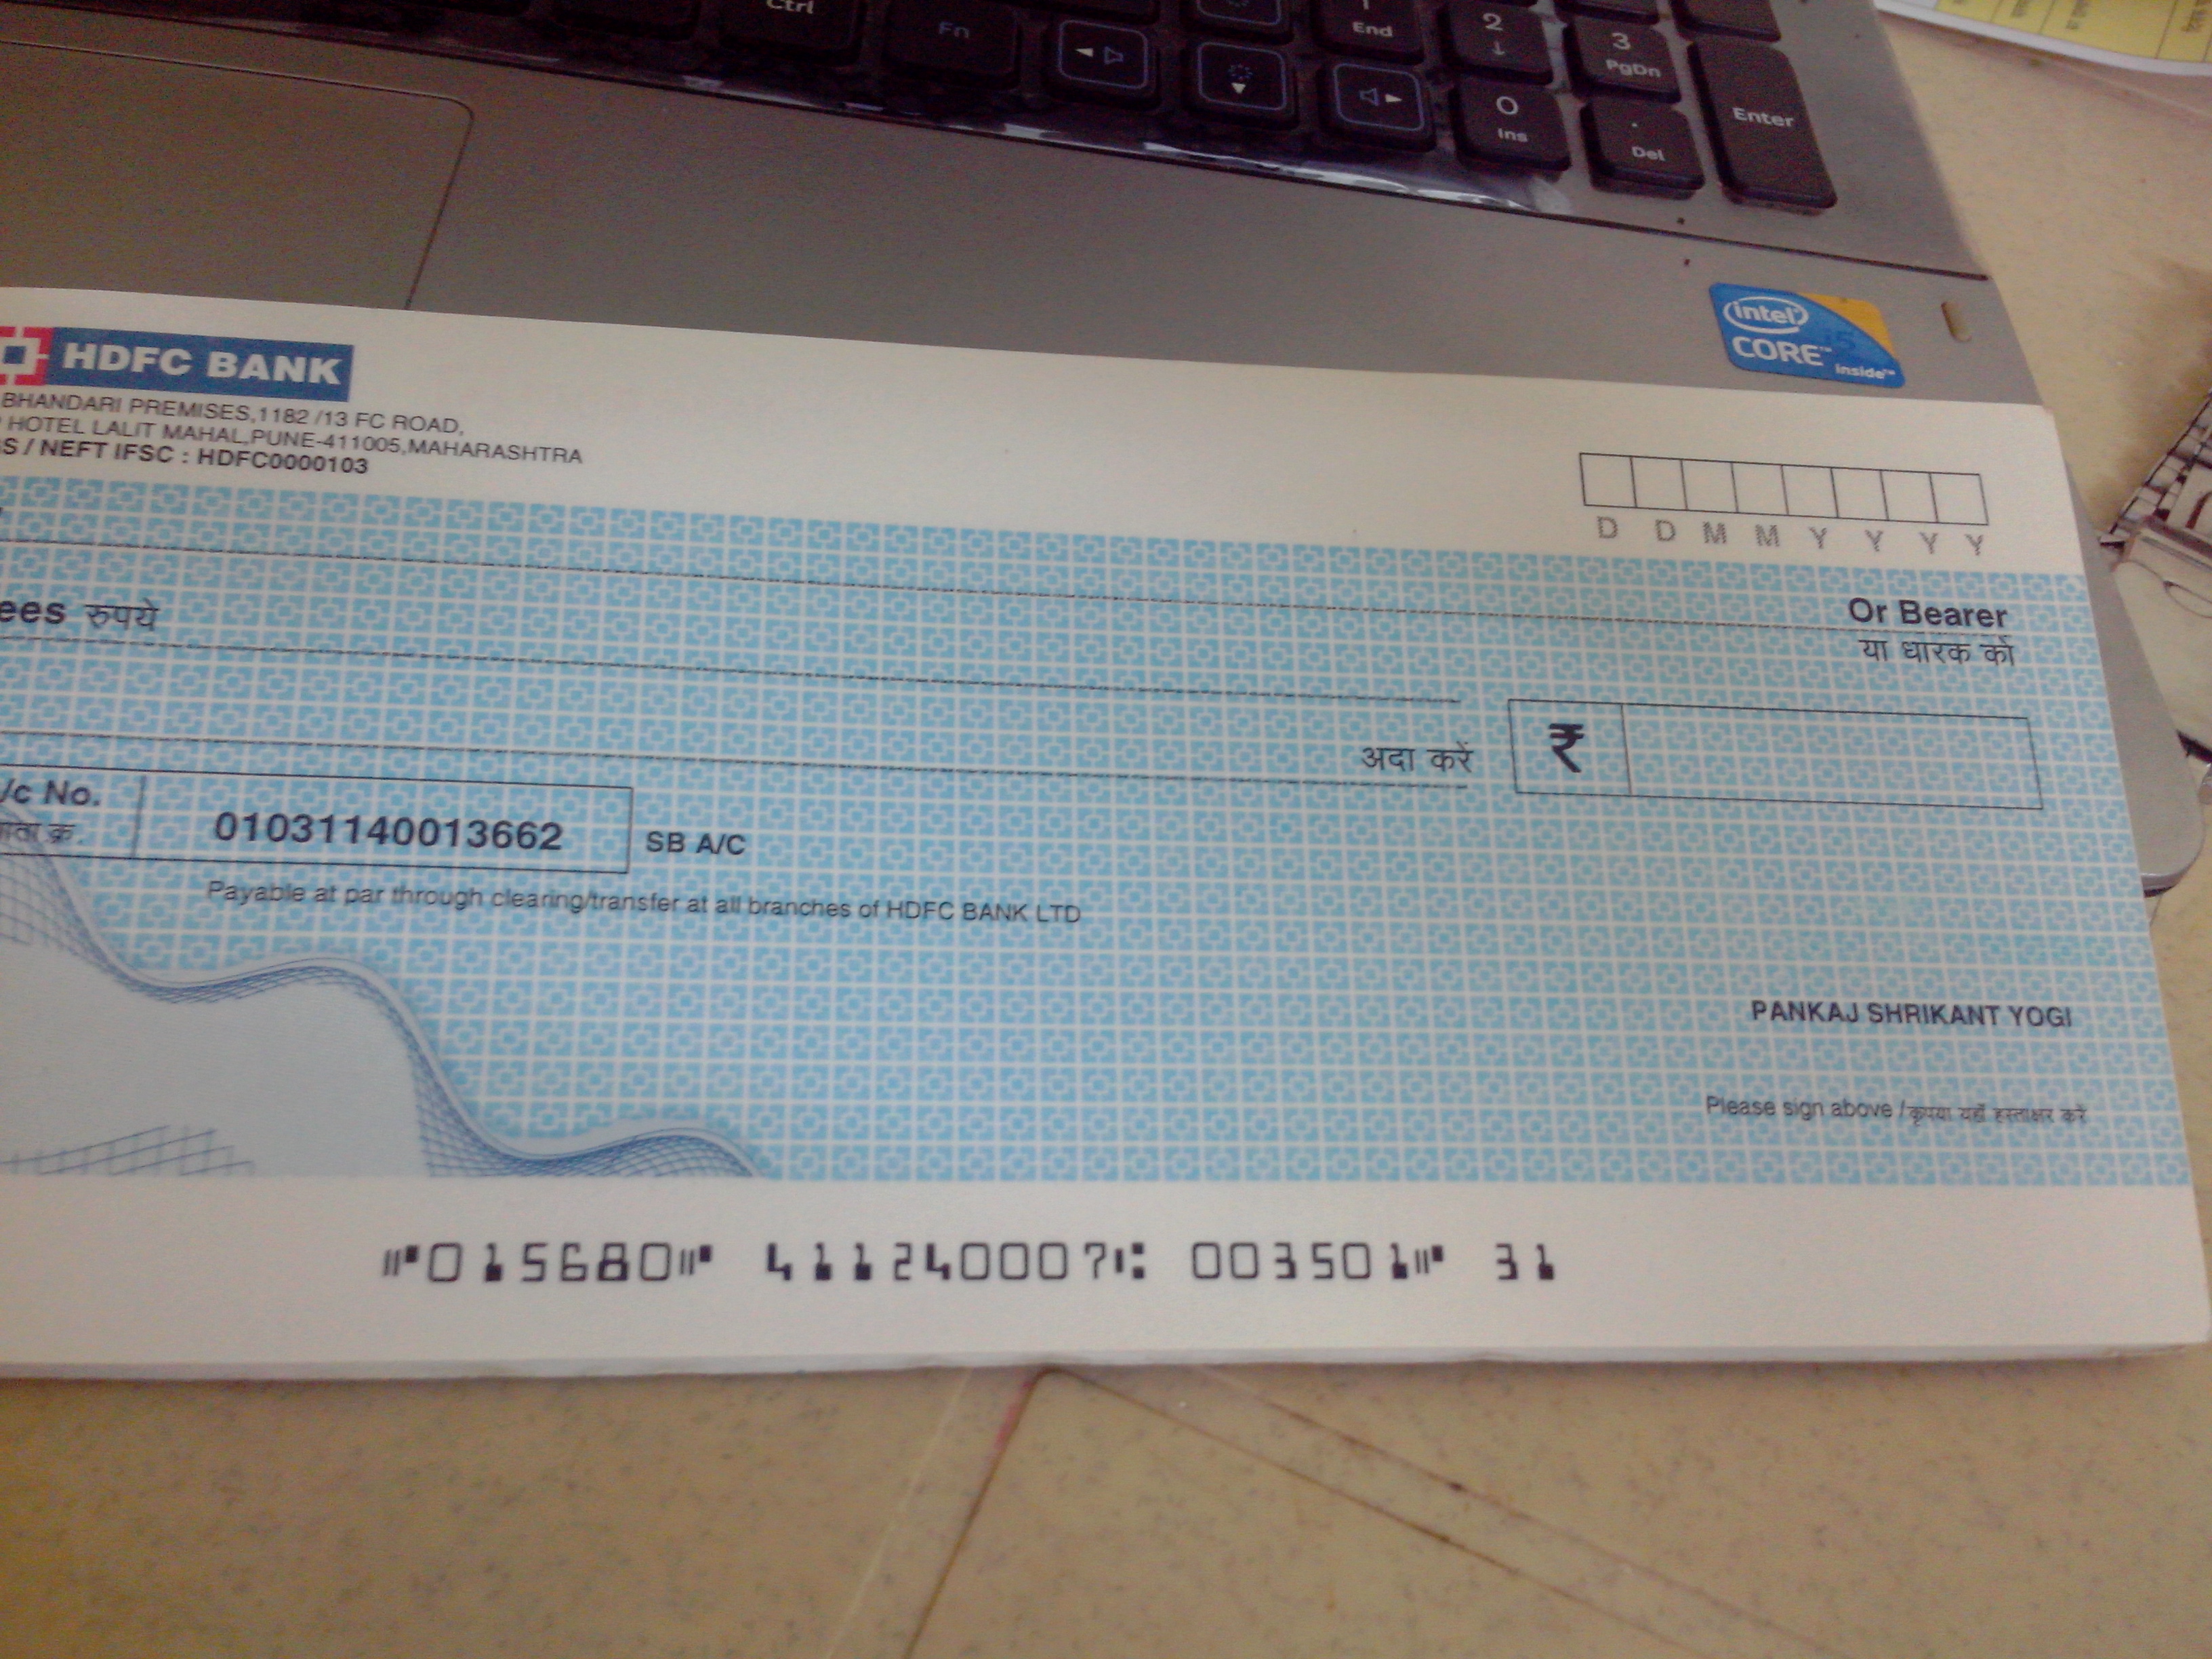 Ctrl
Fn
End
2
3
PgDn
0
Ins
.
Del
Enter
intel
CORE™ i5
inside™
HDFC BANK
BHANDARI PREMISES,1182 /13 FC ROAD,
HOTEL LALIT MAHAL,PUNE-411005,MAHARASHTRA
S / NEFT IFSC : HDFC0000103
D D M M Y Y Y Y
Or Bearer
या धारक को
ees रुपये
अदा करें
₹
/c No.
01031140013662
SB A/C
Payable at par through clearing/transfer at all branches of HDFC BANK LTD
PANKAJ SHRIKANT YOGI
Please sign above / कृपया यहाँ हस्ताक्षर करें
⑈015680⑈ 411240007⑆ 003501⑈ 31